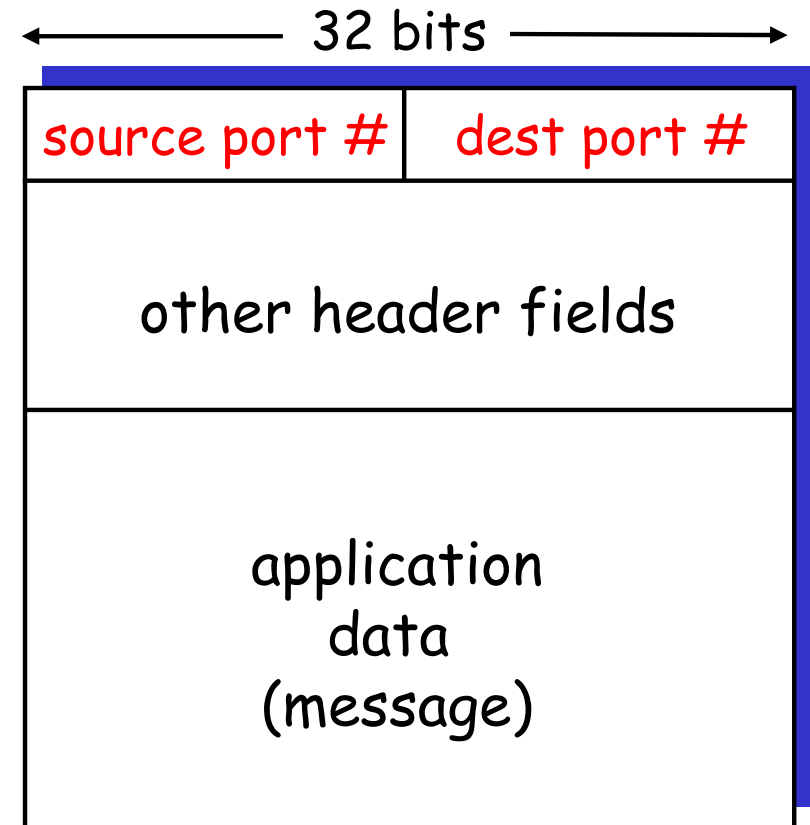 32 bits
source port # dest port #
other header fields
application
data
(message)